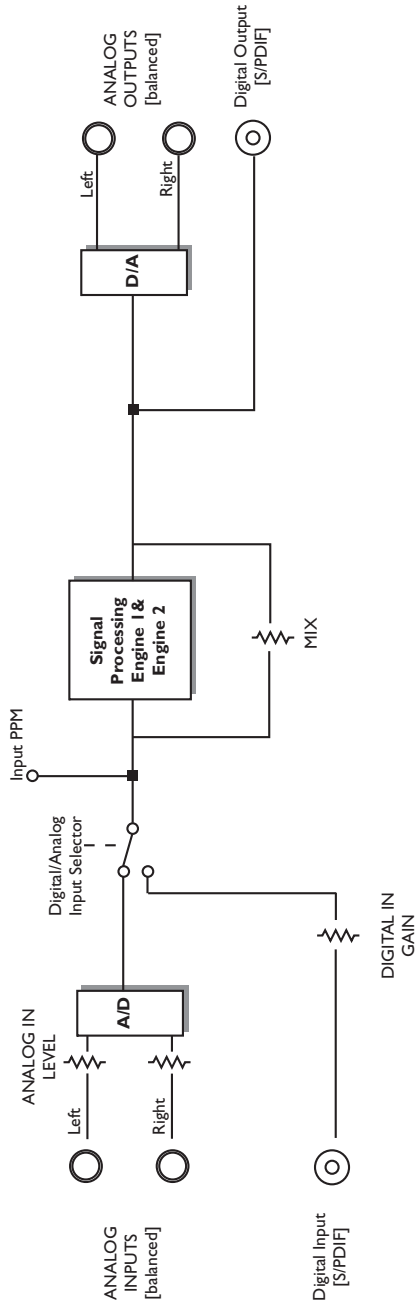 ANALOG
INPUTS
[balanced]
Left
Right
ANALOG IN
LEVEL
A/D
Digital Input
[S/PDIF]
DIGITAL IN
GAIN
Digital/Analog
Input Selector
Input PPM
Signal
Processing
Engine 1&
Engine 2
MIX
D/A
Left
Right
ANALOG
OUTPUTS
[balanced]
Digital Output
[S/PDIF]